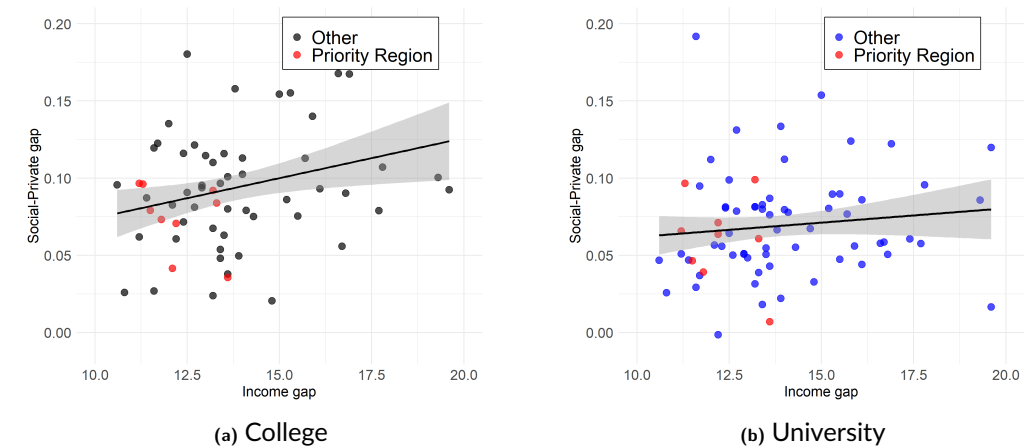 0.20
0.15
0.10
0.05
0.00
Social-Private gap
Other
Priority Region
10.0 12.5 15.0 17.5 20.0
Income gap
(a) College
0.20
0.15
0.10
0.05
0.00
Social-Private gap
Other
Priority Region
10.0 12.5 15.0 17.5 20.0
Income gap
(b) University